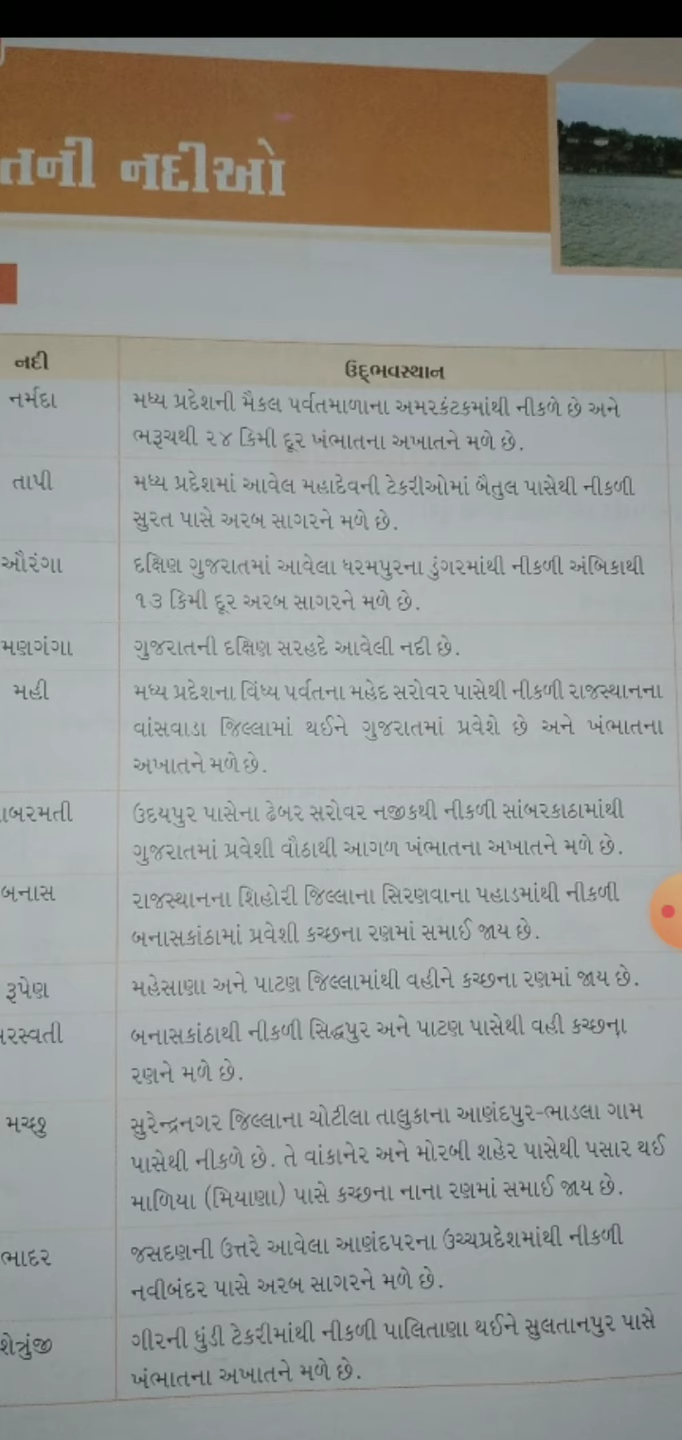 તની નદીઓ
નદી
ઉદ્ભવસ્થાન
નર્મદા
મધ્ય પ્રદેશની મૈકલ પર્વતમાળાના અમરકંટકમાંથી નીકળે છે અને
ભરૂચથી ૨૪ કિમી દૂર ખંભાતના અખાતને મળે છે.
તાપી
મધ્ય પ્રદેશમાં આવેલ મહાદેવની ટેકરીઓમાં બૈતુલ પાસેથી નીકળી
સુરત પાસે અરબ સાગરને મળે છે.
ઔરંગા
દક્ષિણ ગુજરાતમાં આવેલા ધરમપુરના ડુંગરમાંથી નીકળી અંબિકાથી
૧૩ કિમી દૂર અરબ સાગરને મળે છે.
મણગંગા
ગુજરાતની દક્ષિણ સરહદે આવેલી નદી છે.
મહી
મધ્ય પ્રદેશના વિંધ્ય પર્વતના મહેદ સરોવર પાસેથી નીકળી રાજસ્થાનના
વાંસવાડા જિલ્લામાં થઈને ગુજરાતમાં પ્રવેશે છે અને ખંભાતના
અખાતને મળે છે.
ાબરમતી
ઉદયપુર પાસેના ઢેબર સરોવર નજીકથી નીકળી સાંબરકાઠામાંથી
ગુજરાતમાં પ્રવેશી વૌઠાથી આગળ ખંભાતના અખાતને મળે છે.
બનાસ
રાજસ્થાનના શિહોરી જિલ્લાના સિરણવાના પહાડમાંથી નીકળી
બનાસકાંઠામાં પ્રવેશી કચ્છના રણમાં સમાઈ જાય છે.
રૂપેણ
મહેસાણા અને પાટણ જિલ્લામાંથી વહીને કચ્છના રણમાં જાય છે.
રસ્વતી
બનાસકાંઠાથી નીકળી સિદ્ધપુર અને પાટણ પાસેથી વહી કચ્છના
રણને મળે છે.
મચ્છુ
સુરેન્દ્રનગર જિલ્લાના ચોટીલા તાલુકાના આણંદપુર-ભાડલા ગામ
પાસેથી નીકળે છે. તે વાંકાનેર અને મોરબી શહેર પાસેથી પસાર થઈ
માળિયા (મિયાણા) પાસે કચ્છના નાના રણમાં સમાઈ જાય છે.
ભાદર
જસદણની ઉત્તરે આવેલા આણંદપરના ઉચ્ચપ્રદેશમાંથી નીકળી
નવીબંદર પાસે અરબ સાગરને મળે છે.
શેત્રુંજી
ગીરની ધુંડી ટેકરીમાંથી નીકળી પાલિતાણા થઈને સુલતાનપુર પાસે
ખંભાતના અખાતને મળે છે.